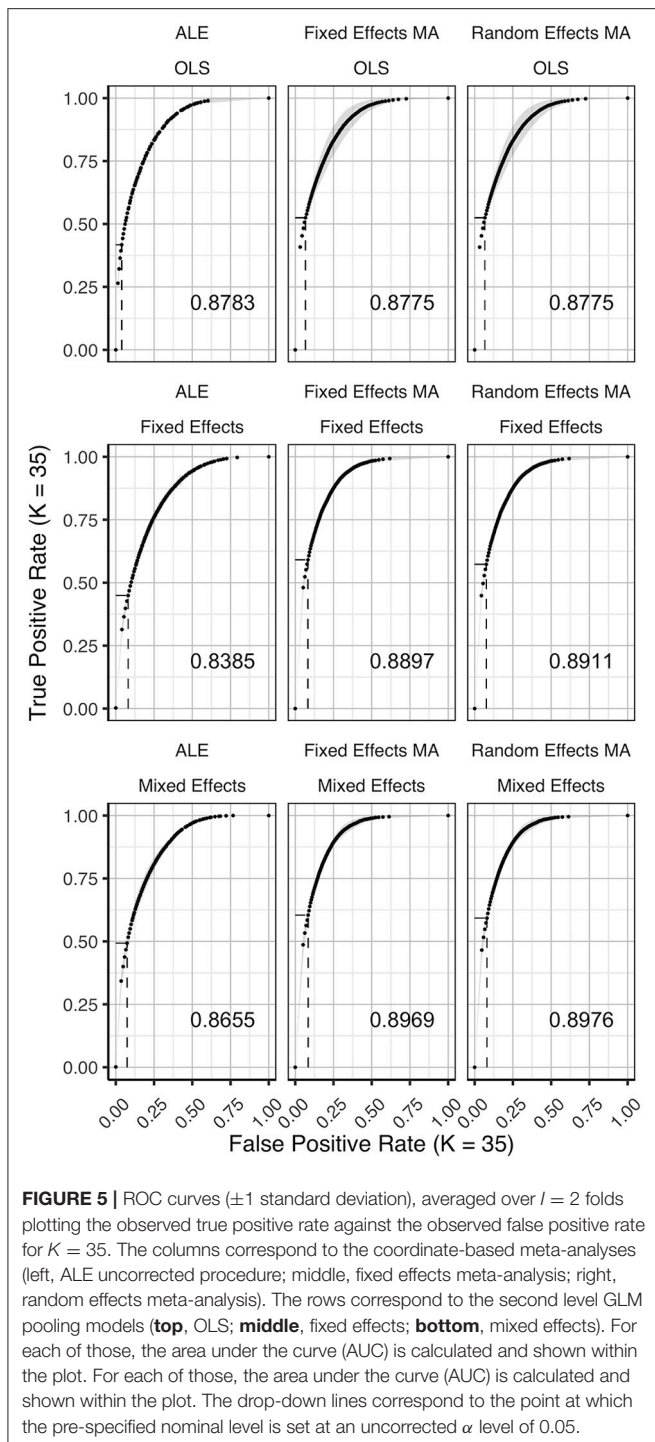 ALE Fixed Effects MA Random Effects MA
OLS OLS OLS
1.00
0.75
0.50
0.25
0.00
0.8783 0.8775 0.8775
ALE Fixed Effects MA Random Effects MA
Fixed Effects Fixed Effects Fixed Effects
1.00
0.75
0.50
0.25
0.00
0.8385 0.8897 0.8911
True Positive Rate (K = 35)
ALE Fixed Effects MA Random Effects MA
Mixed Effects Mixed Effects Mixed Effects
1.00
0.75
0.50
0.25
0.00
0.8655 0.8969 0.8976
0.00 0.25 0.50 0.75 1.00 0.00 0.25 0.50 0.75 1.00 0.00 0.25 0.50 0.75 1.00
False Positive Rate (K = 35)
FIGURE 5 | ROC curves (±1 standard deviation), averaged over I = 2 folds
plotting the observed true positive rate against the observed false positive rate
for K = 35. The columns correspond to the coordinate-based meta-analyses
(left, ALE uncorrected procedure; middle, fixed effects meta-analysis; right,
random effects meta-analysis). The rows correspond to the second level GLM
pooling models (top, OLS; middle, fixed effects; bottom, mixed effects). For
each of those, the area under the curve (AUC) is calculated and shown within
the plot. For each of those, the area under the curve (AUC) is calculated and
shown within the plot. The drop-down lines correspond to the point at which
the pre-specified nominal level is set at an uncorrected α level of 0.05.